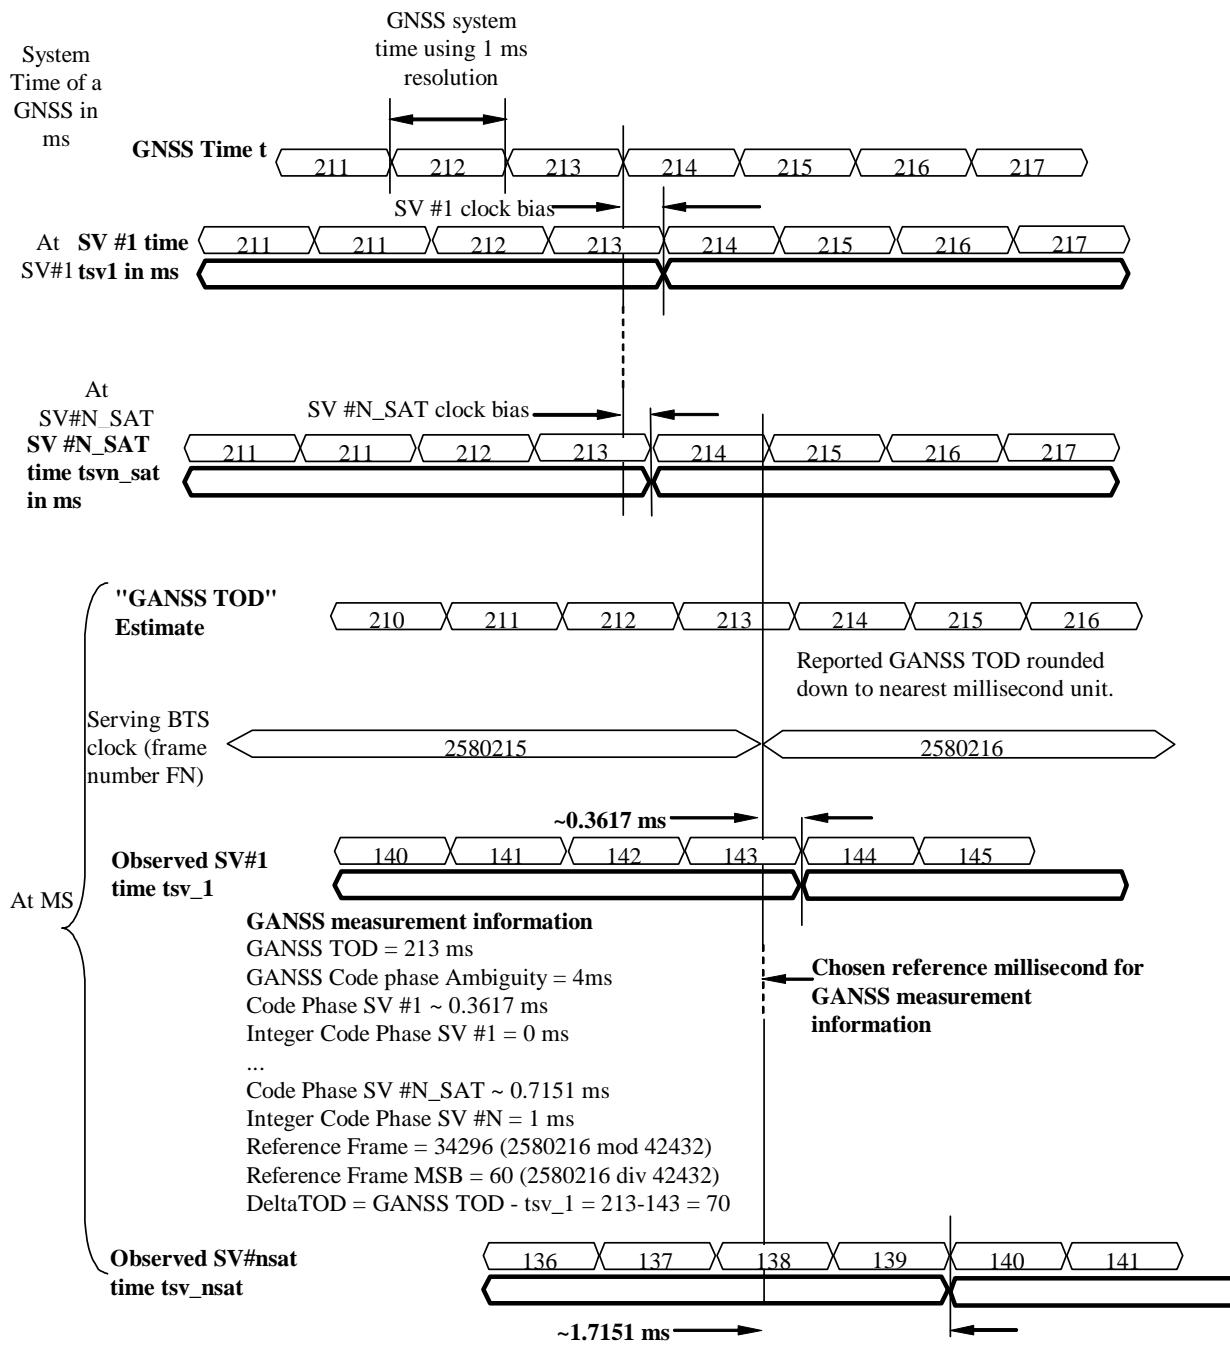 GNSS system
time using 1 ms
resolution
System
Time of a
GNSS in
ms
GNSS Time t
211 212 213 214 215 216 217
SV #1 clock bias
At SV #1 time
SV#1 tsv1 in ms
211 211 212 213 214 215 216 217
At
SV#N_SAT
SV #N_SAT clock bias
SV #N_SAT
time tsvn_sat
in ms
211 211 212 213 214 215 216 217
"GANSS TOD"
Estimate
210 211 212 213 214 215 216
Reported GANSS TOD rounded
down to nearest millisecond unit.
Serving BTS
clock (frame
number FN)
2580215 2580216
~0.3617 ms
Observed SV#1
time tsv_1
140 141 142 143 144 145
At MS
GANSS measurement information
GANSS TOD = 213 ms
GANSS Code phase Ambiguity = 4ms
Code Phase SV #1 ~ 0.3617 ms
Integer Code Phase SV #1 = 0 ms
...
Code Phase SV #N_SAT ~ 0.7151 ms
Integer Code Phase SV #N = 1 ms
Reference Frame = 34296 (2580216 mod 42432)
Reference Frame MSB = 60 (2580216 div 42432)
DeltaTOD = GANSS TOD - tsv_1 = 213-143 = 70
Chosen reference millisecond for
GANSS measurement
information
Observed SV#nsat
time tsv_nsat
136 137 138 139 140 141
~1.7151 ms